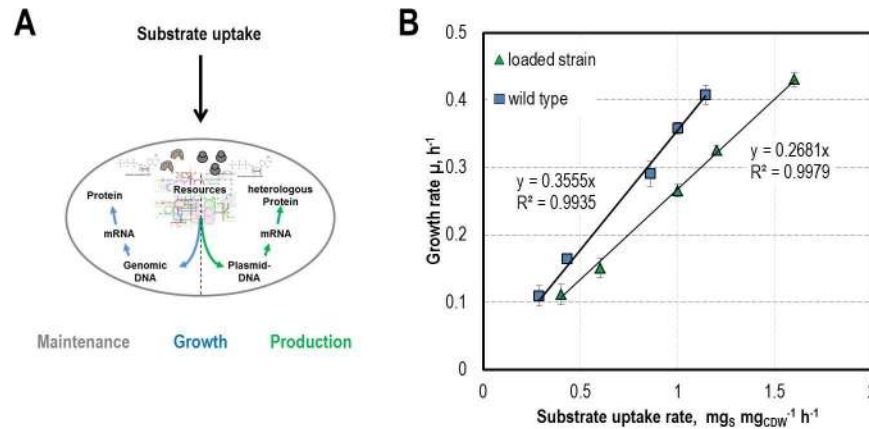 A
Substrate uptake
Resources
Protein
heterologous
Protein
mRNA
mRNA
Genomic
DNA
Plasmid-
DNA
Maintenance
Growth
Production
B
loaded strain
wild type
Growth rate μ, h-1
0.5
0.4
0.3
0.2
0.1
0
y = 0.3555x
R² = 0.9935
y = 0.2681x
R² = 0.9979
0
0.5
1
1.5
2
Substrate uptake rate, mgS mgCDW-1 h-1